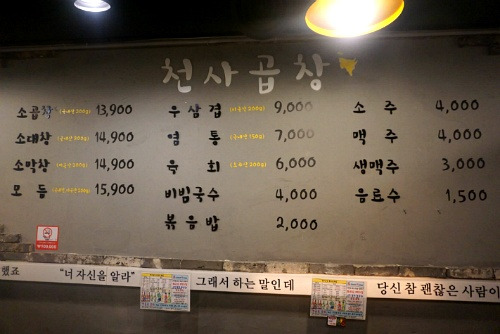 천사곱창
소곱창 13,900
소대창 14,900
소막창 14,900
모듬 15,900
우삼겹 9,000
염통 7,000
육회 6,000
비빔국수 4,000
볶음밥 2,000
소주 4,000
맥주 4,000
생맥주 3,000
음료수 1,500
했죠 "너 자신을 알라" 그래서 하는 말인데 당신 참 괜찮은 사람이